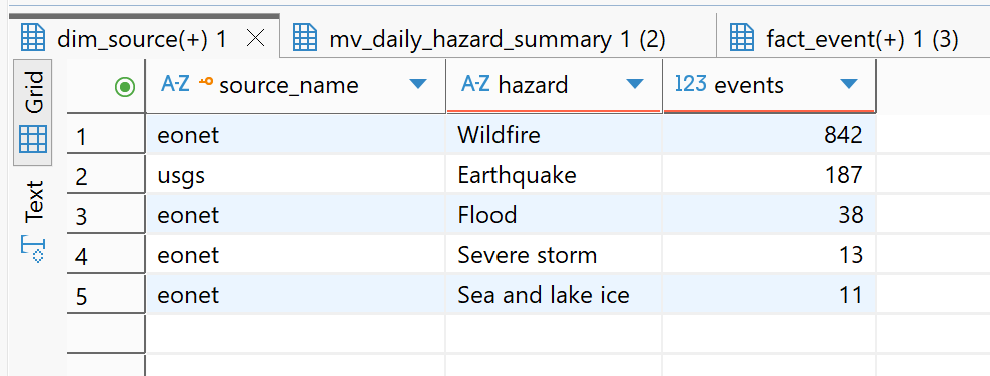 dim_source(+) 1 mv_daily_hazard_summary 1 (2) fact_event(+) 1 (3)
Grid
Text
A-Z source_name A-Z hazard 123 events
1 eonet Wildfire 842
2 usgs Earthquake 187
3 eonet Flood 38
4 eonet Severe storm 13
5 eonet Sea and lake ice 11